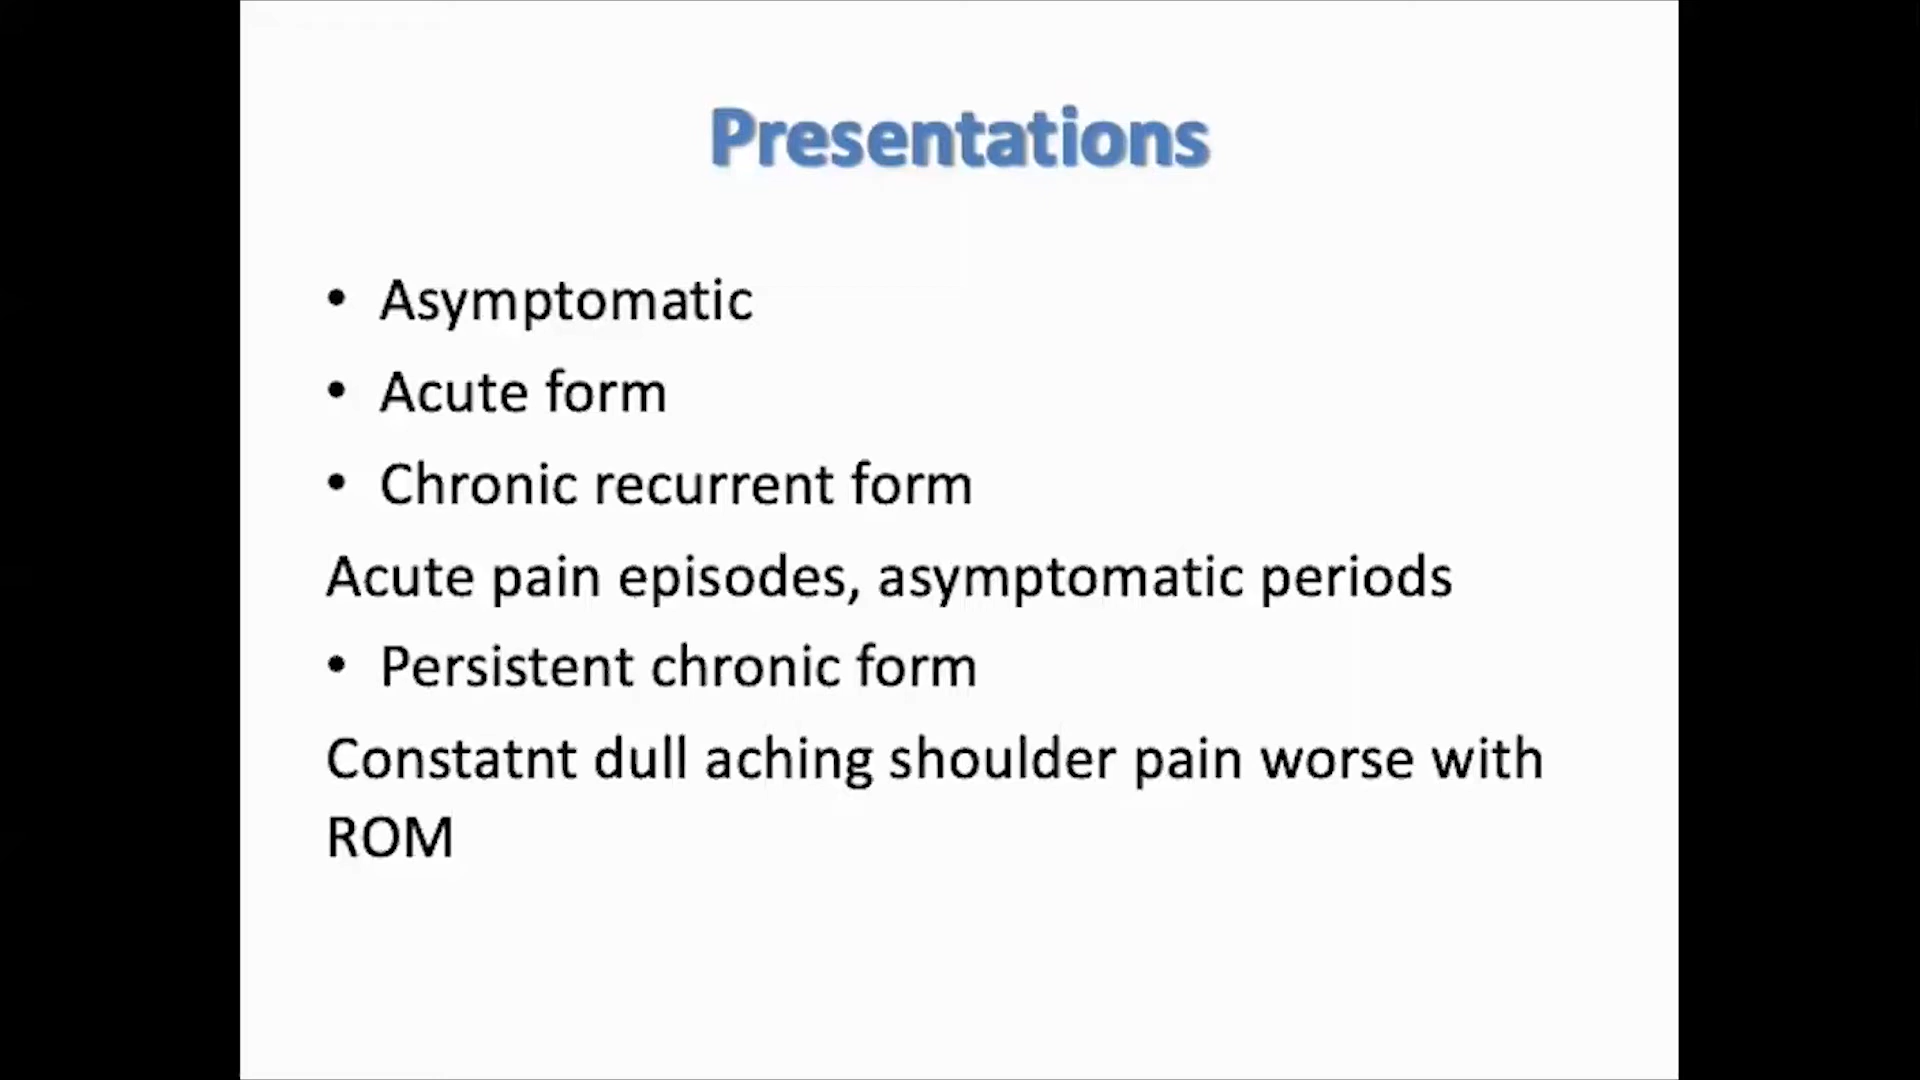 Presentations
• Asymptomatic
• Acute form
• Chronic recurrent form
Acute pain episodes, asymptomatic periods
• Persistent chronic form
Constatnt dull aching shoulder pain worse with
ROM